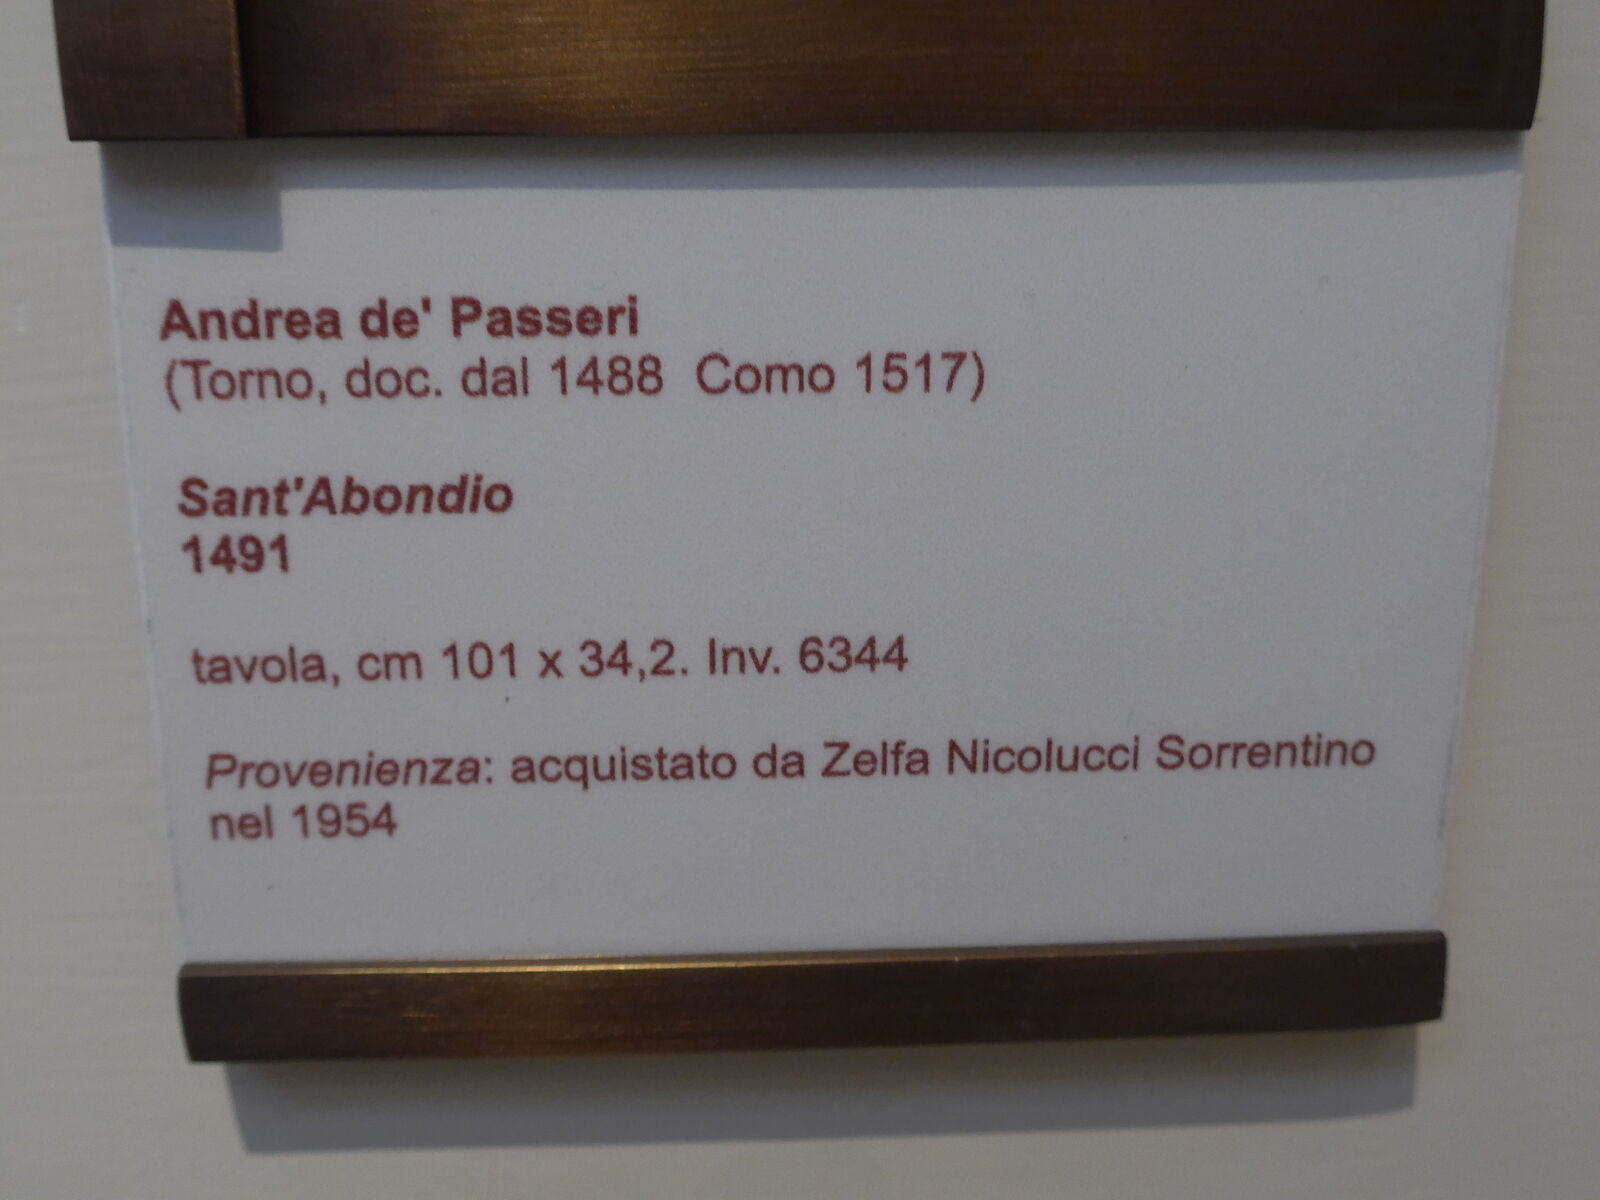 Andrea de' Passeri
(Torno, doc. dal 1488  Como 1517)
Sant'Abondio
1491
tavola, cm 101 x 34,2. Inv. 6344
Provenienza: acquistato da Zelfa Nicolucci Sorrentino
nel 1954